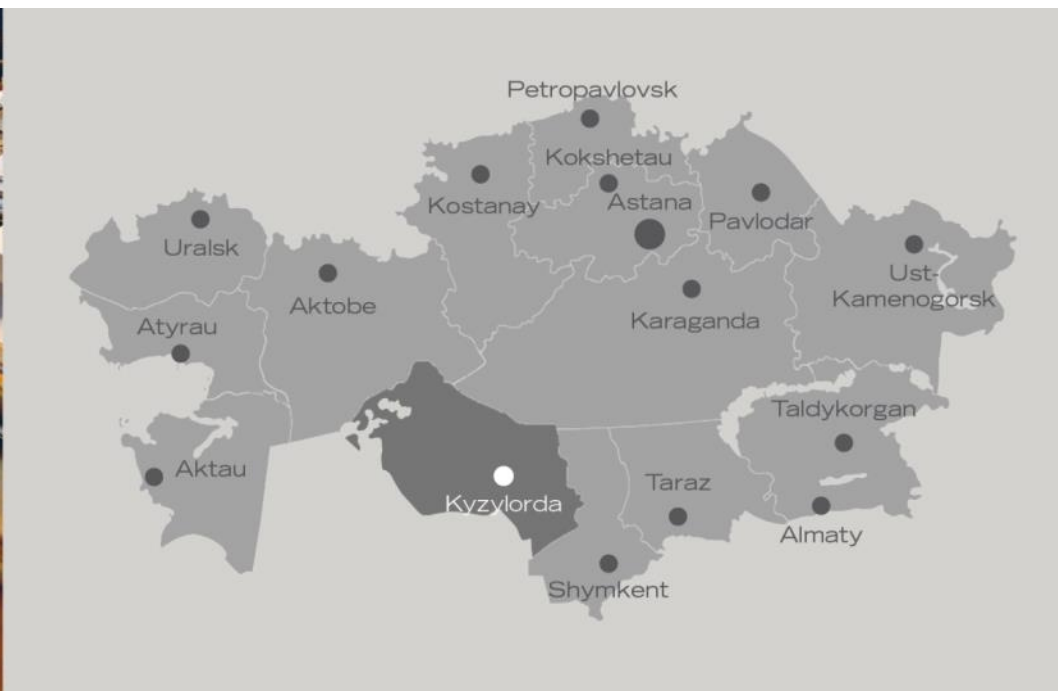 Petropavlovsk
Kokshetau
Kostanay
Astana
Pavlodar
Uralsk
Ust-
Kamenogorsk
Aktobe
Karaganda
Atyrau
Taldykorgan
Aktau
Taraz
Kyzylorda
Almaty
Shymkent